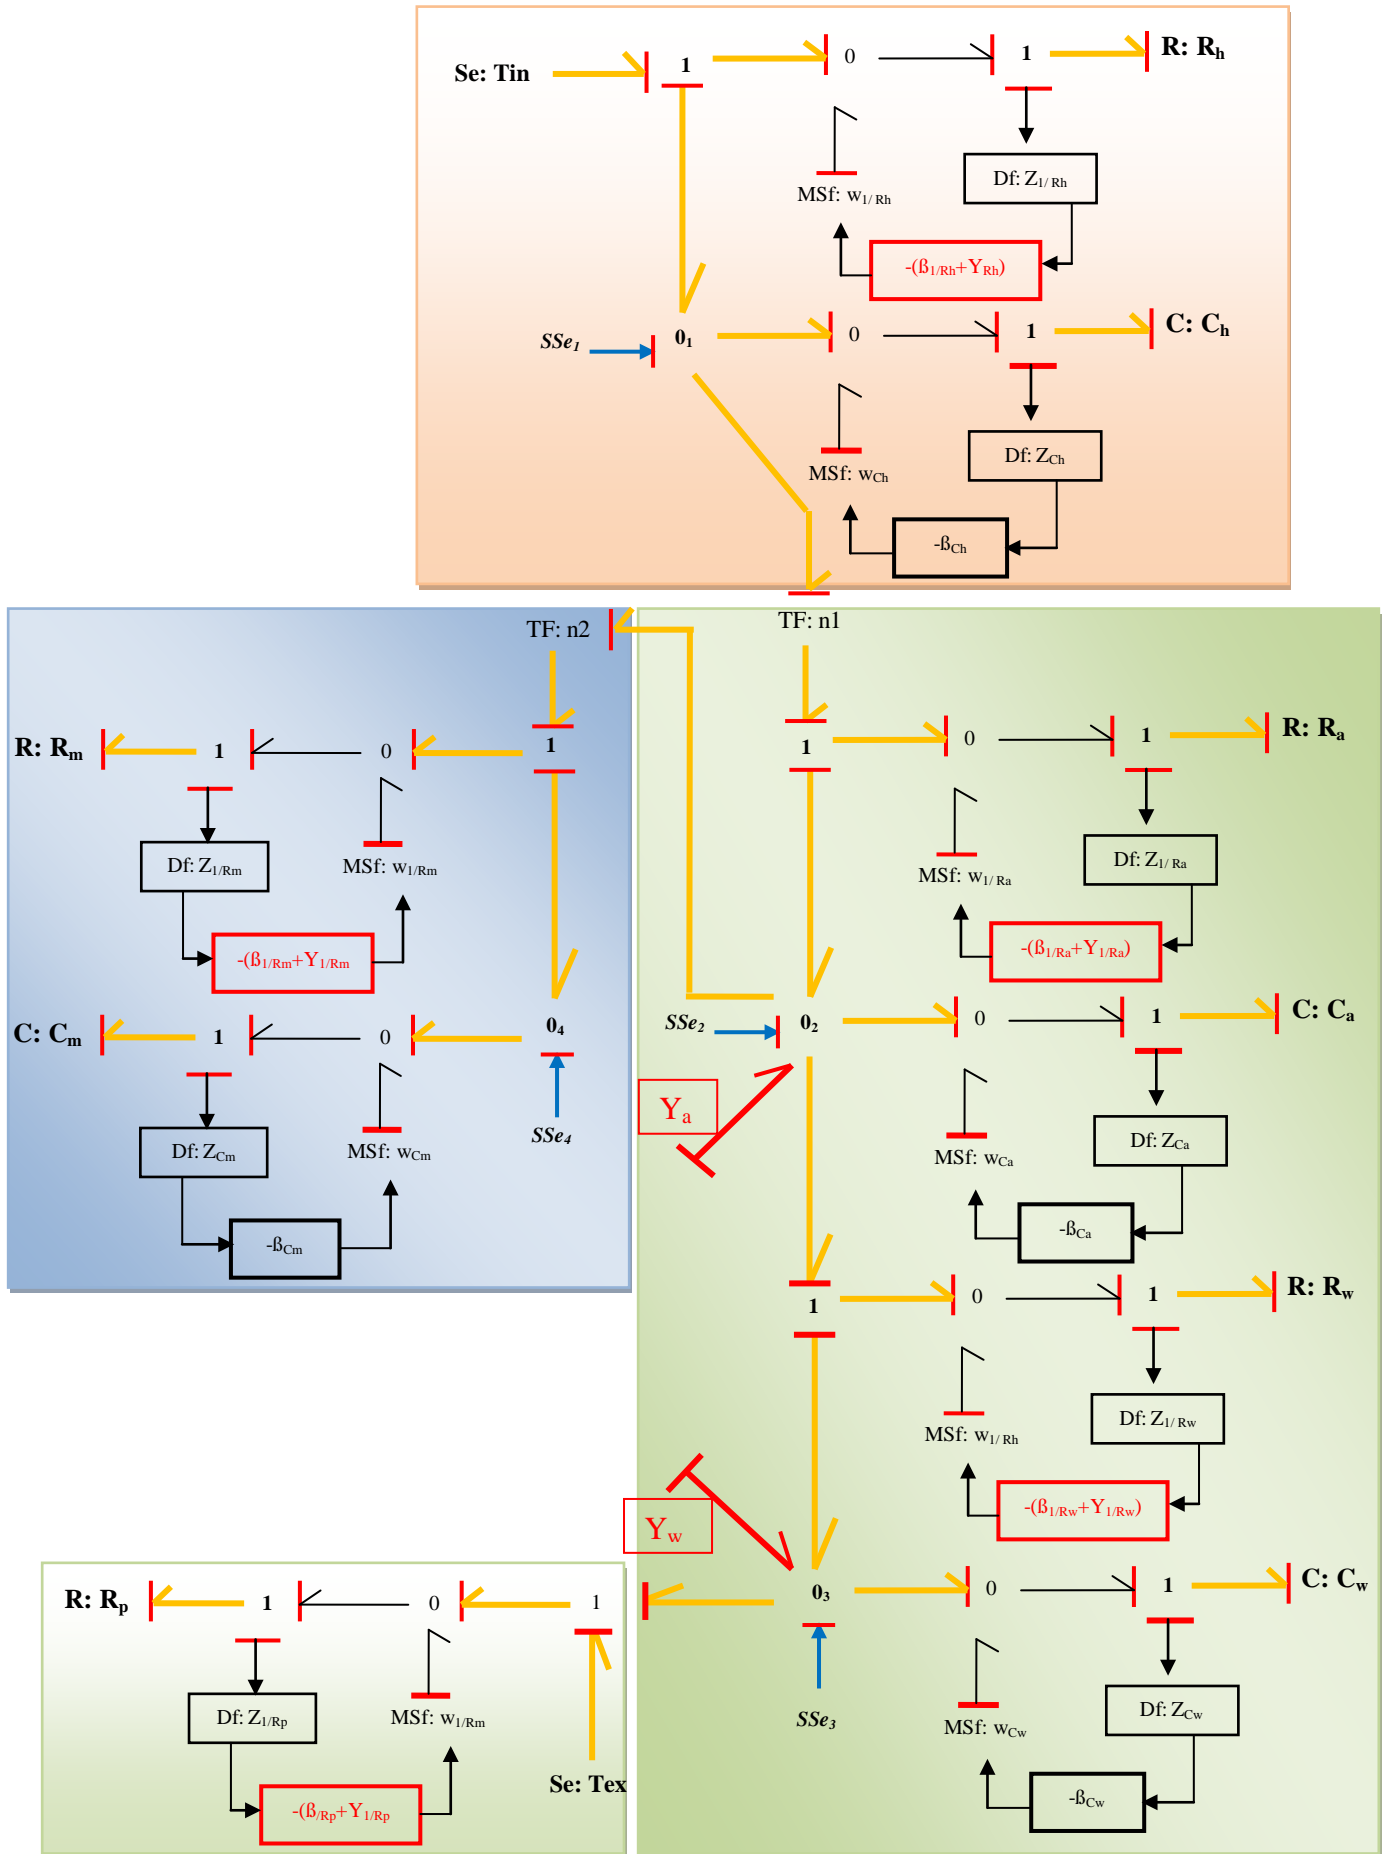 Se: Tin
1
0
1
R: Rₕ
Df: Z1/ Rh
MSf: w1/ Rh
-(ß1/Rh+YRh)
SSe1
01
0
1
C: Cₕ
Df: ZCh
MSf: wCh
-ßCh
TF: n2
TF: n1
R: Rm
1
0
1
Df: Z1/Rm
MSf: w1/Rm
-(ß1/Rm+Y1/Rm
C: Cm
1
0
04
Df: ZCm
MSf: wCm
SSe4
-ßCm
1
0
1
R: Ra
Df: Z1/ Ra
MSf: w1/ Ra
-(ß1/Ra+Y1/Ra)
SSe2
02
0
1
C: Ca
Ya
Df: ZCa
MSf: wCa
-ßCa
1
0
1
R: Rw
Df: Z1/ Rw
MSf: w1/ Rh
-(ß1/Rw+Y1/Rw)
Yw
03
0
1
C: Cw
SSe3
Df: ZCw
MSf: wCw
-ßCw
R: Rp
1
0
1
Df: Z1/Rp
MSf: w1/Rm
Se: Tex
-(ß/Rp+Y1/Rp